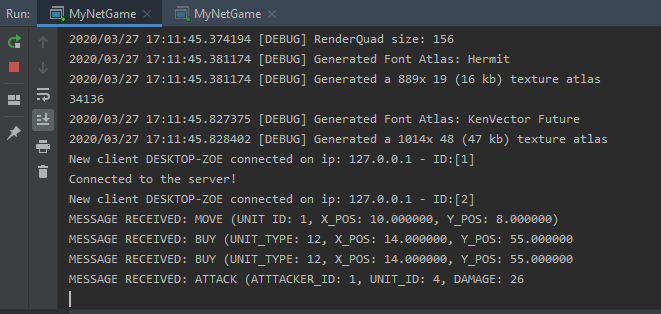 Run: MyNetGame MyNetGame
2020/03/27 17:11:45.374194 [DEBUG] RenderQuad size: 156
2020/03/27 17:11:45.381174 [DEBUG] Generated Font Atlas: Hermit
2020/03/27 17:11:45.381174 [DEBUG] Generated a 889x 19 (16 kb) texture atlas
34136
2020/03/27 17:11:45.827375 [DEBUG] Generated Font Atlas: KenVector Future
2020/03/27 17:11:45.828402 [DEBUG] Generated a 1014x 48 (47 kb) texture atlas
New client DESKTOP-ZOE connected on ip: 127.0.0.1 - ID:[1]
Connected to the server!
New client DESKTOP-ZOE connected on ip: 127.0.0.1 - ID:[2]
MESSAGE RECEIVED: MOVE (UNIT ID: 1, X_POS: 10.000000, Y_POS: 8.000000)
MESSAGE RECEIVED: BUY (UNIT_TYPE: 12, X_POS: 14.000000, Y_POS: 55.000000
MESSAGE RECEIVED: BUY (UNIT_TYPE: 12, X_POS: 14.000000, Y_POS: 55.000000
MESSAGE RECEIVED: ATTACK (ATTTACKER_ID: 1, UNIT_ID: 4, DAMAGE: 26